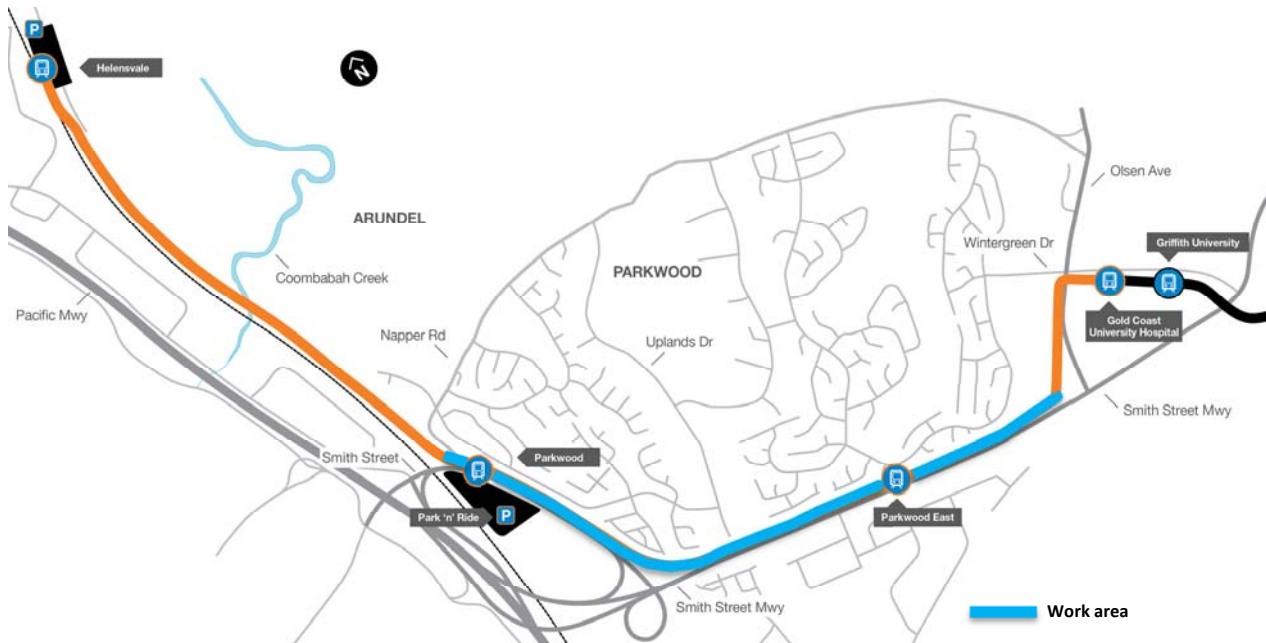 P
Helensvale
N
Olsen Ave
ARUNDEL
Wintergreen Dr
Griffith University
Coombabah Creek
PARKWOOD
Pacific Mwy
Gold Coast
University Hospital
Napper Rd
Uplands Dr
Smith Street Mwy
Smith Street
Parkwood
Park 'n' Ride
P
Parkwood East
Smith Street Mwy
Work area